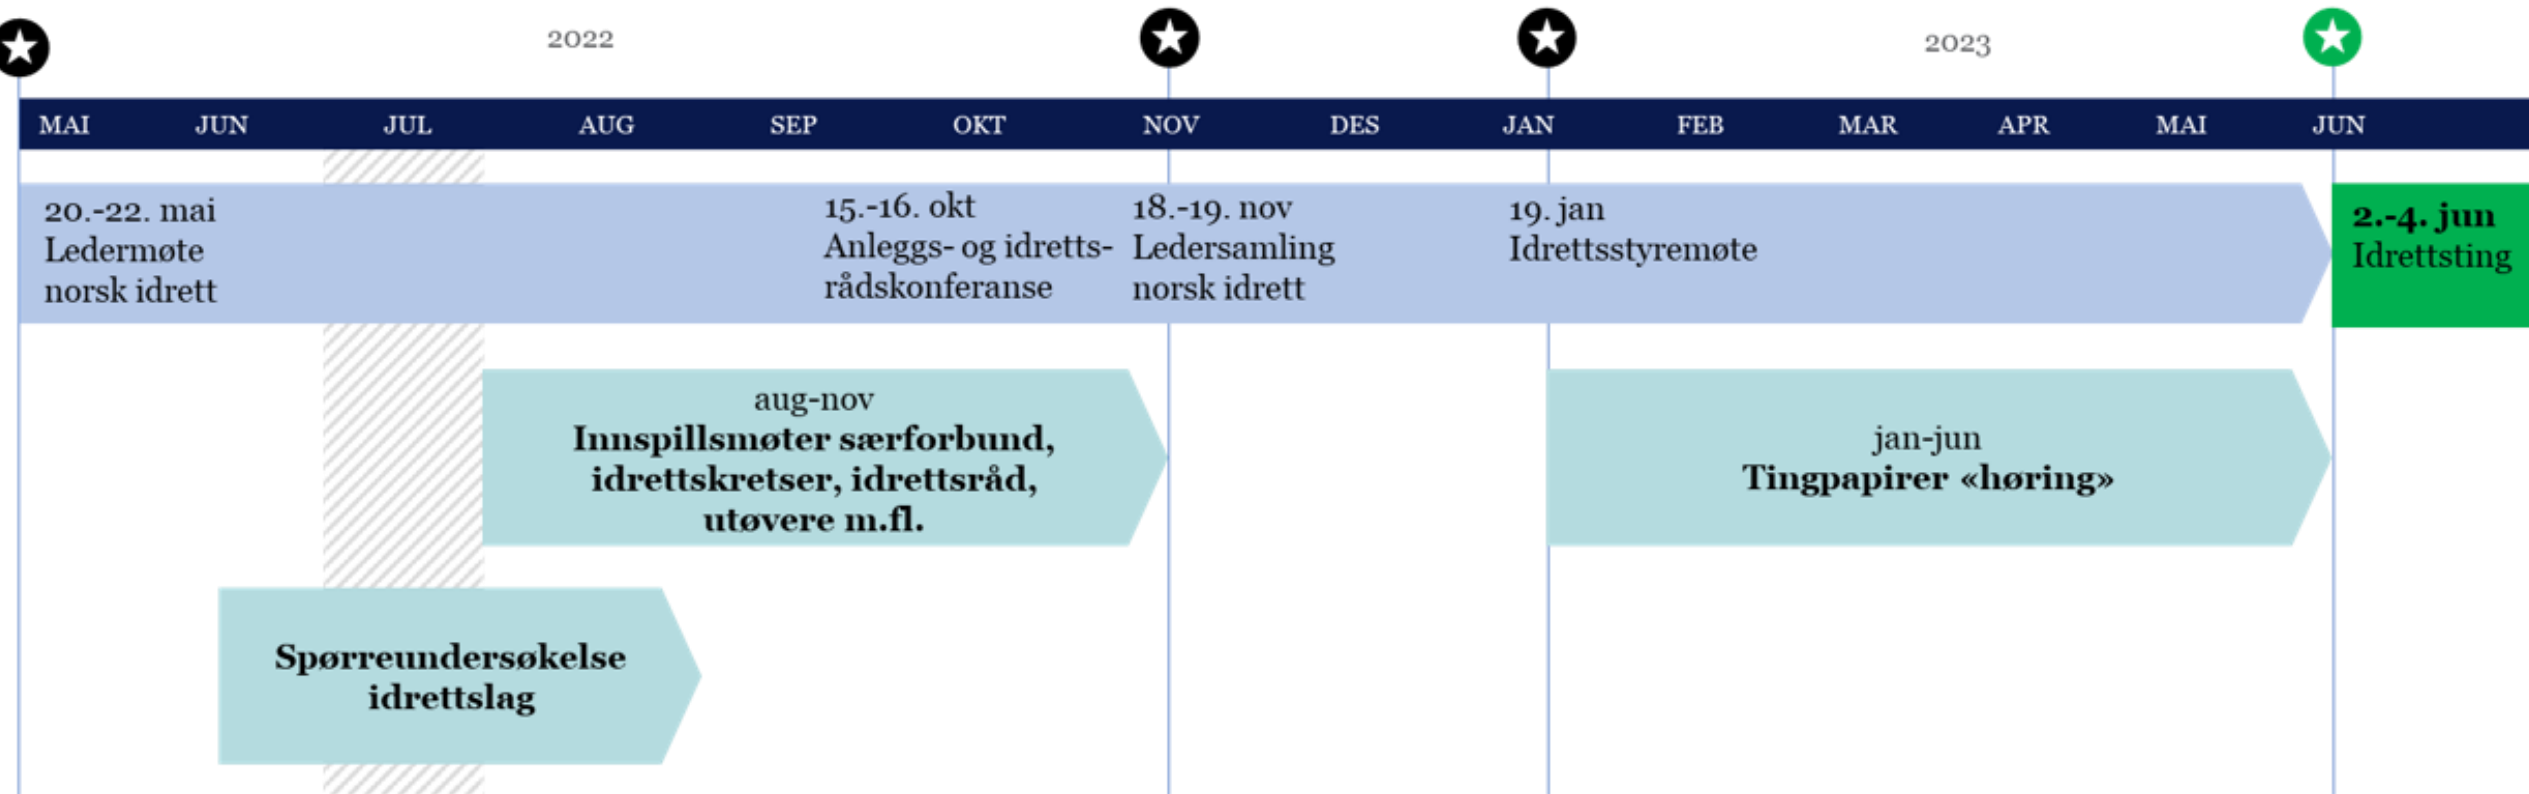 2022
2023
MAI JUN JUL AUG SEP OKT NOV DES JAN FEB MAR APR MAI JUN
20.-22. mai
Ledermøte
norsk idrett
15.-16. okt
Anleggs- og idretts-
rådskonferanse
18.-19. nov
Ledersamling
norsk idrett
19. jan
Idrettsstyremøte
2.-4. jun
Idrettsting
aug-nov
Innspillsmøter særforbund,
idrettskretser, idrettsråd,
utøvere m.fl.
jan-jun
Tingpapirer «høring»
Spørreundersøkelse
idrettslag